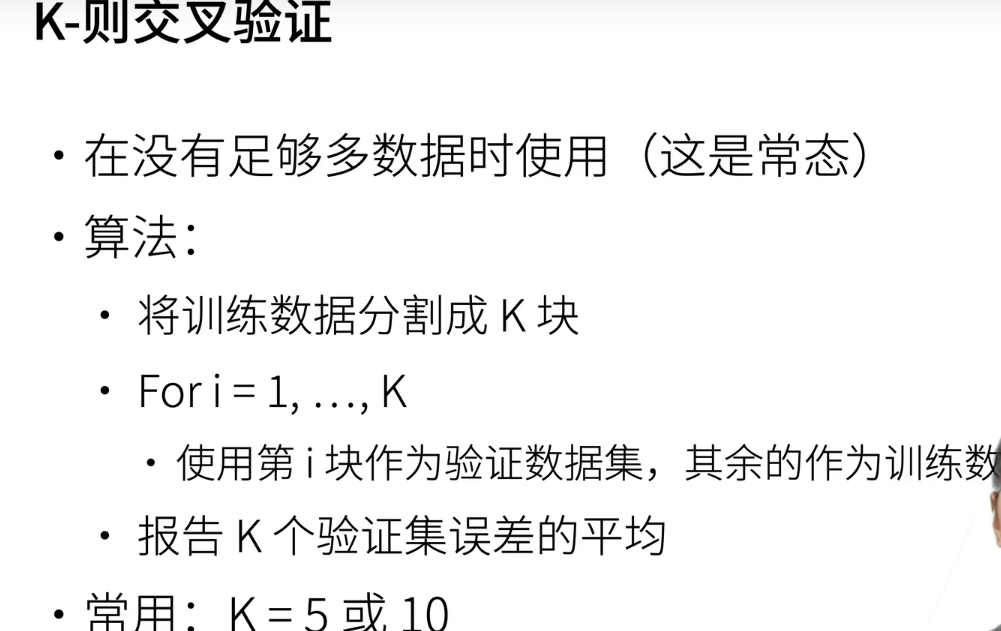 K-则交叉验证
• 在没有足够多数据时使用（这是常态）
• 算法：
• 将训练数据分割成 K 块
• For i = 1, …, K
• 使用第 i 块作为验证数据集，其余的作为训练数
• 报告 K 个验证集误差的平均
• 常用：K = 5 或 10